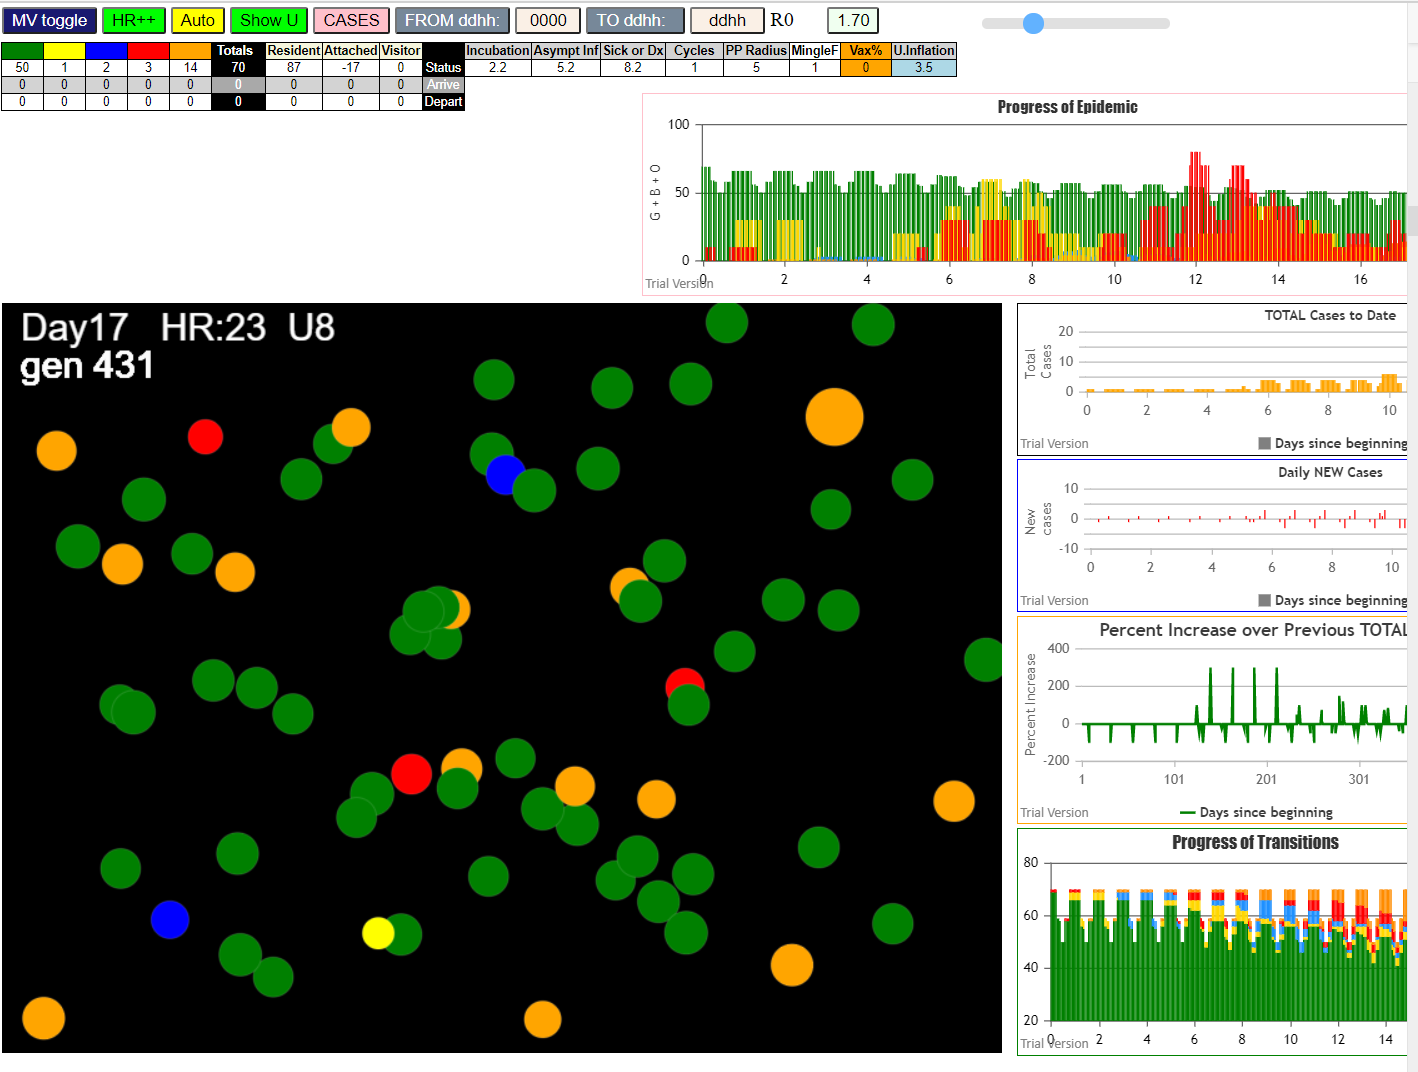 MV toggle HR++ Auto Show U CASES FROM ddhh: 0000 TO ddhh: ddhh R0 1.70
Totals Resident Attached Visitor Incubation Asympt Inf Sick or Dx Cycles PP Radius MingleF Vax% U.Inflation
50 1 2 3 14 70 87 -17 0 Status 2.2 5.2 8.2 1 5 1 0 3.5
0 0 0 0 0 0 0 0 0 Arrive
0 0 0 0 0 0 0 0 0 Depart
Progress of Epidemic
100
50
0
G + B + O
0 2 4 6 8 10 12 14 16
Trial Version
Day17 HR:23 U8
gen 431
TOTAL Cases to Date
20
10
0
Total
Cases
0 2 4 6 8 10
Trial Version
Days since beginning
Daily NEW Cases
10
0
-10
New
cases
0 2 4 6 8 10
Trial Version
Days since beginning
Percent Increase over Previous TOTAL
400
200
0
-200
Percent Increase
1 101 201 301
Trial Version
Days since beginning
Progress of Transitions
80
60
40
20
0 2 4 6 8 10 12 14
Trial Version